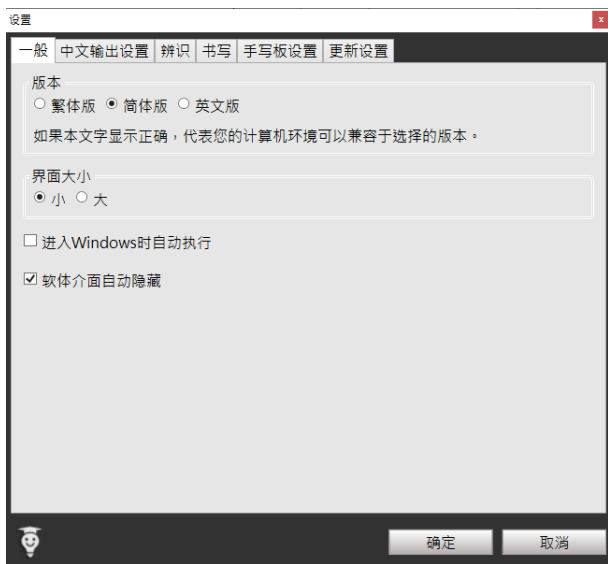 设置
x
一般 中文输出设置 辨识 书写 手写板设置 更新设置
版本
繁体版 简体版 英文版
如果本文字显示正确，代表您的计算机环境可以兼容于选择的版本。
界面大小
小 大
进入Windows时自动执行
软体介面自动隐藏
确定 取消